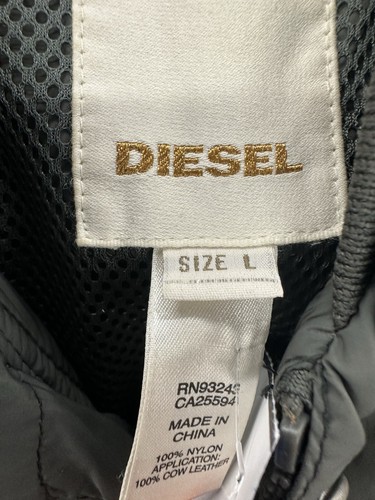 DIESEL
SIZE L
RN93243
CA25594
MADE IN
CHINA
100% NYLON
APPLICATION:
100% COW LEATHER